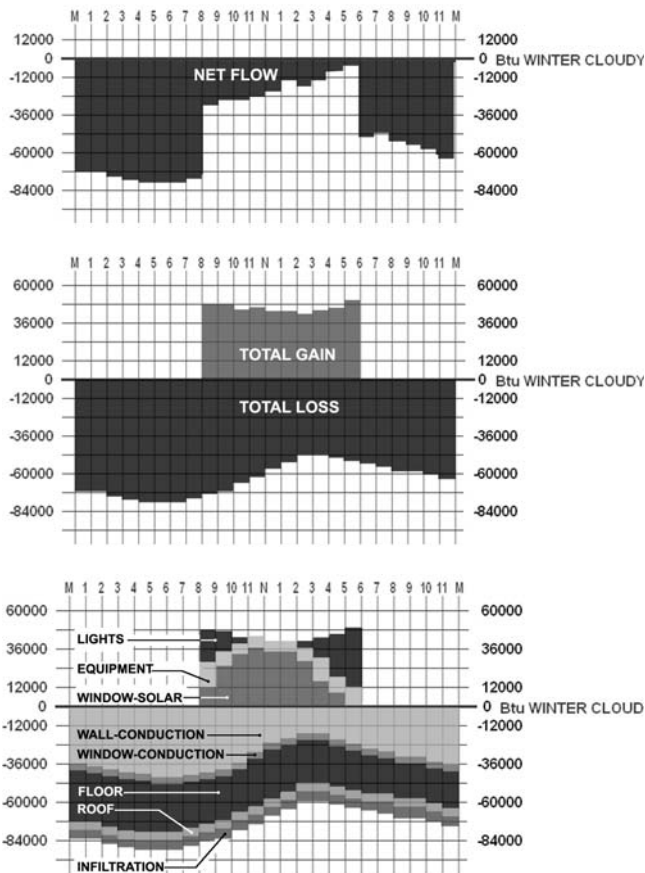 M 1 2 3 4 5 6 7 8 9 10 11 N 1 2 3 4 5 6 7 8 9 10 11 M
12000 12000
0 0 Btu WINTER CLOUDY
-12000 NET FLOW -12000
-36000 -36000
-60000 -60000
-84000 -84000
M 1 2 3 4 5 6 7 8 9 10 11 N 1 2 3 4 5 6 7 8 9 10 11 M
60000 60000
36000 36000
12000 TOTAL GAIN 12000
0 0 Btu WINTER CLOUDY
-12000 TOTAL LOSS -12000
-36000 -36000
-60000 -60000
-84000 -84000
M 1 2 3 4 5 6 7 8 9 10 11 N 1 2 3 4 5 6 7 8 9 10 11 M
60000 60000
LIGHTS
36000 36000
EQUIPMENT
12000 12000
WINDOW-SOLAR
0 0 Btu WINTER CLOUD
-12000 WALL-CONDUCTION -12000
WINDOW-CONDUCTION
-36000 -36000
FLOOR
-60000 ROOF -60000
-84000 -84000
INFILTRATION